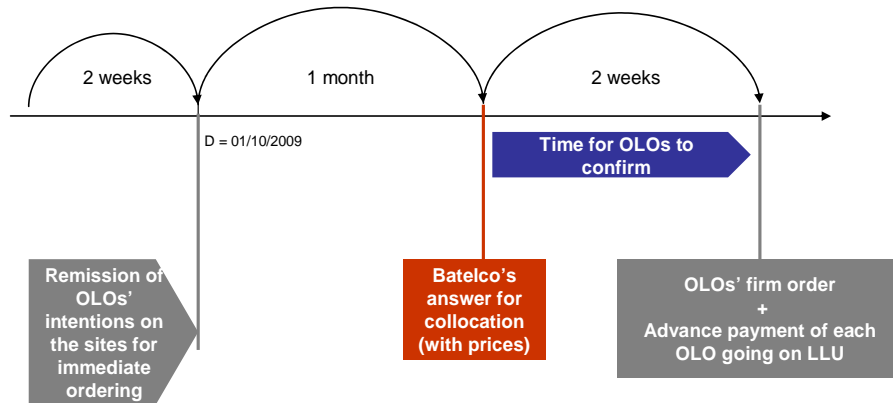 2 weeks
1 month
2 weeks
D = 01/10/2009
Time for OLOs to
confirm
Remission of
OLOs'
intentions on
the sites for
immediate
ordering
Batelco's
answer for
collocation
(with prices)
OLOs' firm order
+
Advance payment of each
OLO going on LLU